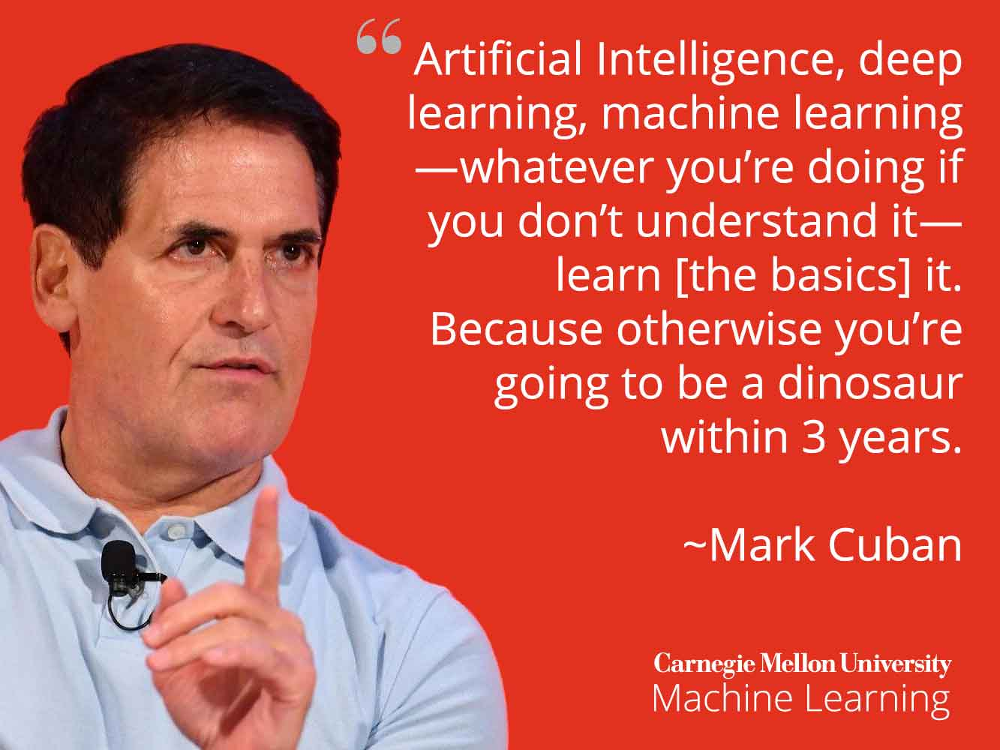 “ Artificial Intelligence, deep
learning, machine learning
—whatever you’re doing if
you don’t understand it—
learn [the basics] it.
Because otherwise you’re
going to be a dinosaur
within 3 years.
~Mark Cuban
Carnegie Mellon University
Machine Learning